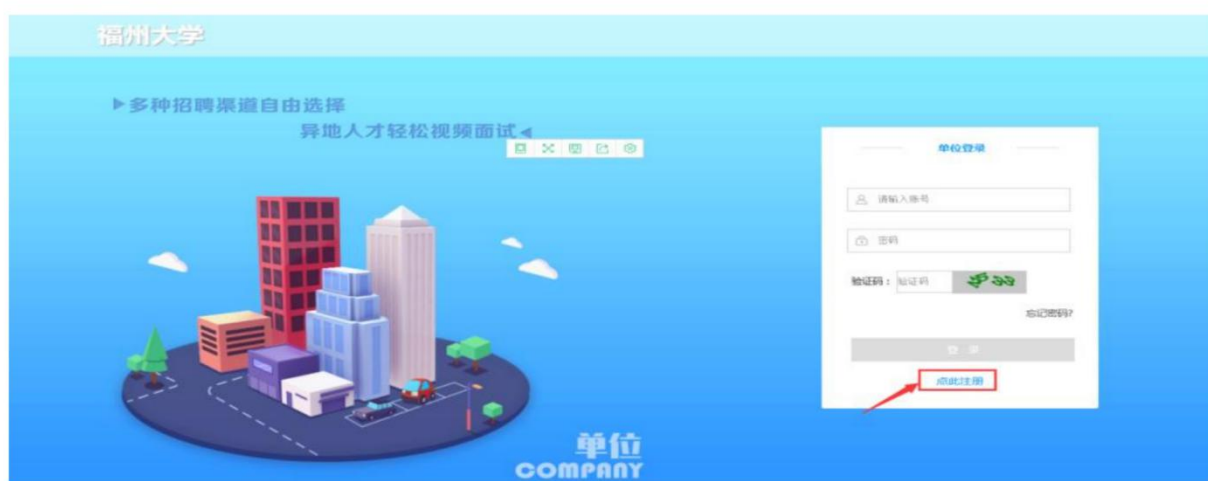 福州大学
▶多种招聘渠道自由选择
异地人才轻松视频面试◀
单位登录
请输入账号
密码
验证码：验证码
忘记密码?
登 录
点此注册
单位
COMPANY